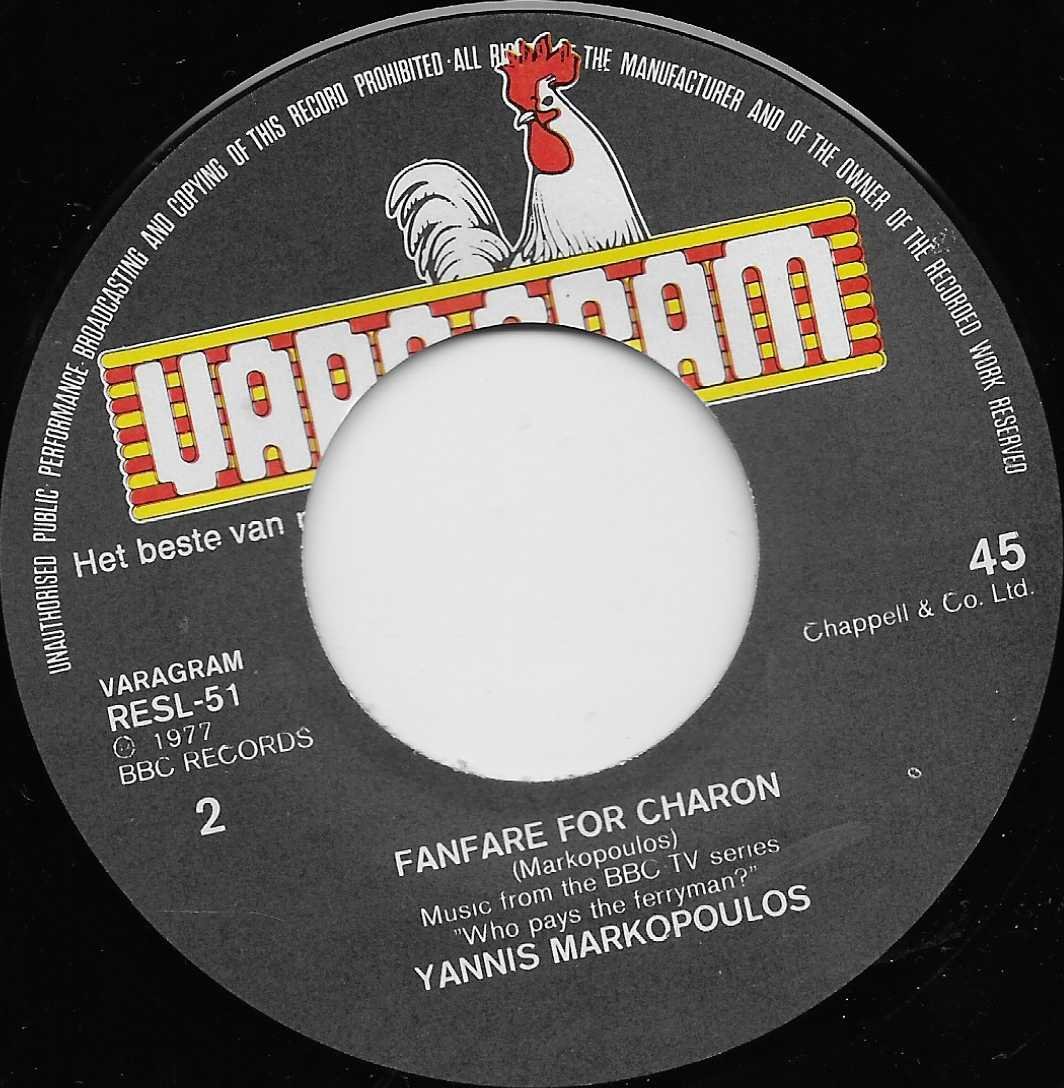 UNAUTHORISED PUBLIC PERFORMANCE · BROADCASTING AND COPYING OF THIS RECORD PROHIBITED · ALL THE MANUFACTURER AND OF THE OWNER OF THE RECORDED WORK RESERVED
VARAGRAM
Het beste van
45
Chappell & Co. Ltd.
VARAGRAM
RESL-51
℗ 1977
BBC RECORDS
2
FANFARE FOR CHARON
(Markopoulos)
Music from the BBC TV series
"Who pays the ferryman?"
YANNIS MARKOPOULOS